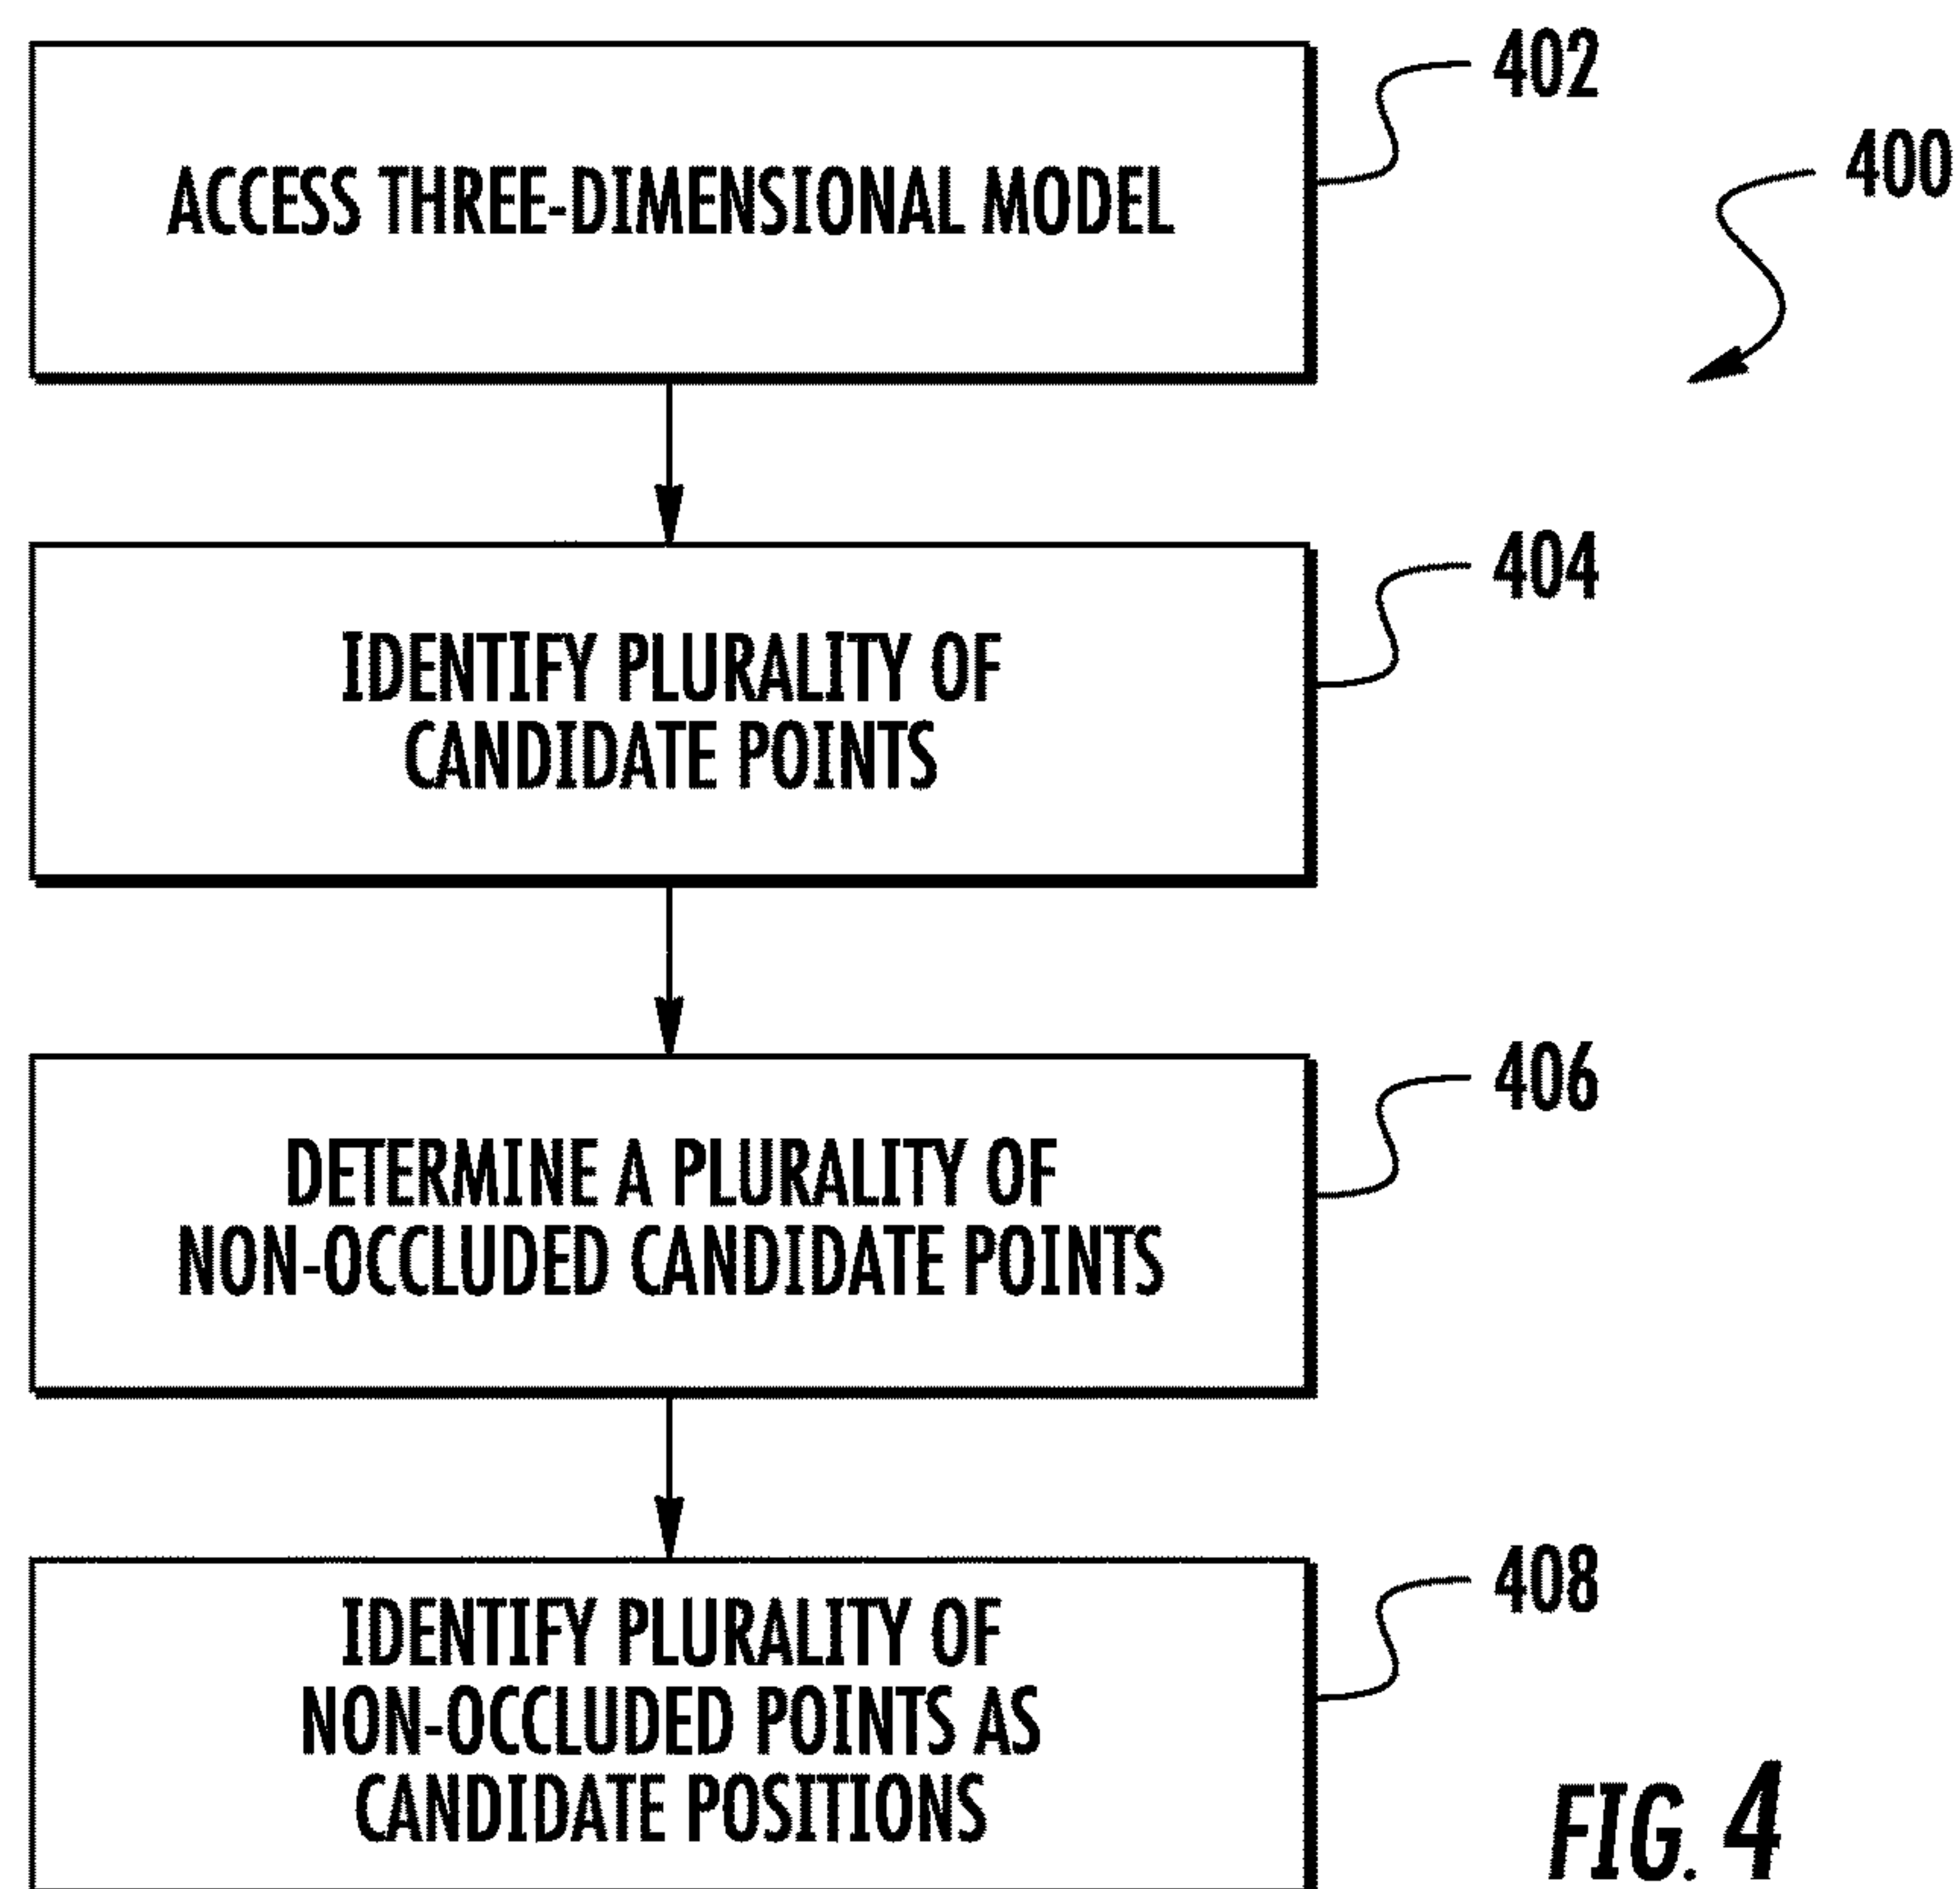 ACCESS THREE-DIMENSIONAL MODEL
402
400
IDENTIFY PLURALITY OF
CANDIDATE POINTS
404
DETERMINE A PLURALITY OF
NON-OCCLUDED CANDIDATE POINTS
406
IDENTIFY PLURALITY OF
NON-OCCLUDED POINTS AS
CANDIDATE POSITIONS
408
FIG. 4